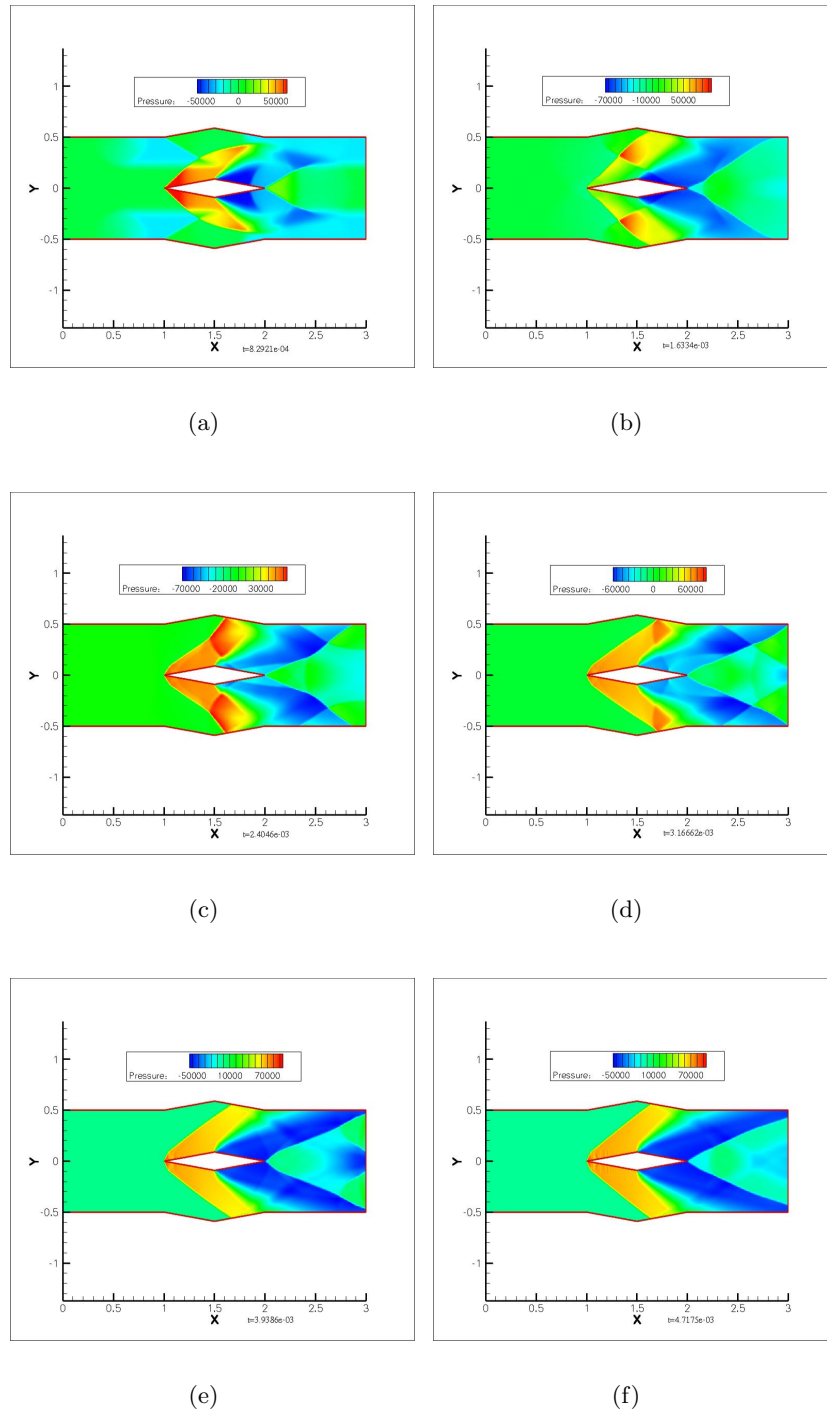 Pressure: -50000 0 50000
Y
1
0.5
0
-0.5
-1
0 0.5 1 1.5 2 2.5 3
X
t=8.2921e-04
(a)
Pressure: -70000 -10000 50000
Y
1
0.5
0
-0.5
-1
0 0.5 1 1.5 2 2.5 3
X
t=1.6334e-03
(b)
Pressure: -70000 -20000 30000
Y
1
0.5
0
-0.5
-1
0 0.5 1 1.5 2 2.5 3
X
t=2.4046e-03
(c)
Pressure: -60000 0 60000
Y
1
0.5
0
-0.5
-1
0 0.5 1 1.5 2 2.5 3
X
t=3.16662e-03
(d)
Pressure: -50000 10000 70000
Y
1
0.5
0
-0.5
-1
0 0.5 1 1.5 2 2.5 3
X
t=3.9386e-03
(e)
Pressure: -50000 10000 70000
Y
1
0.5
0
-0.5
-1
0 0.5 1 1.5 2 2.5 3
X
t=4.7175e-03
(f)